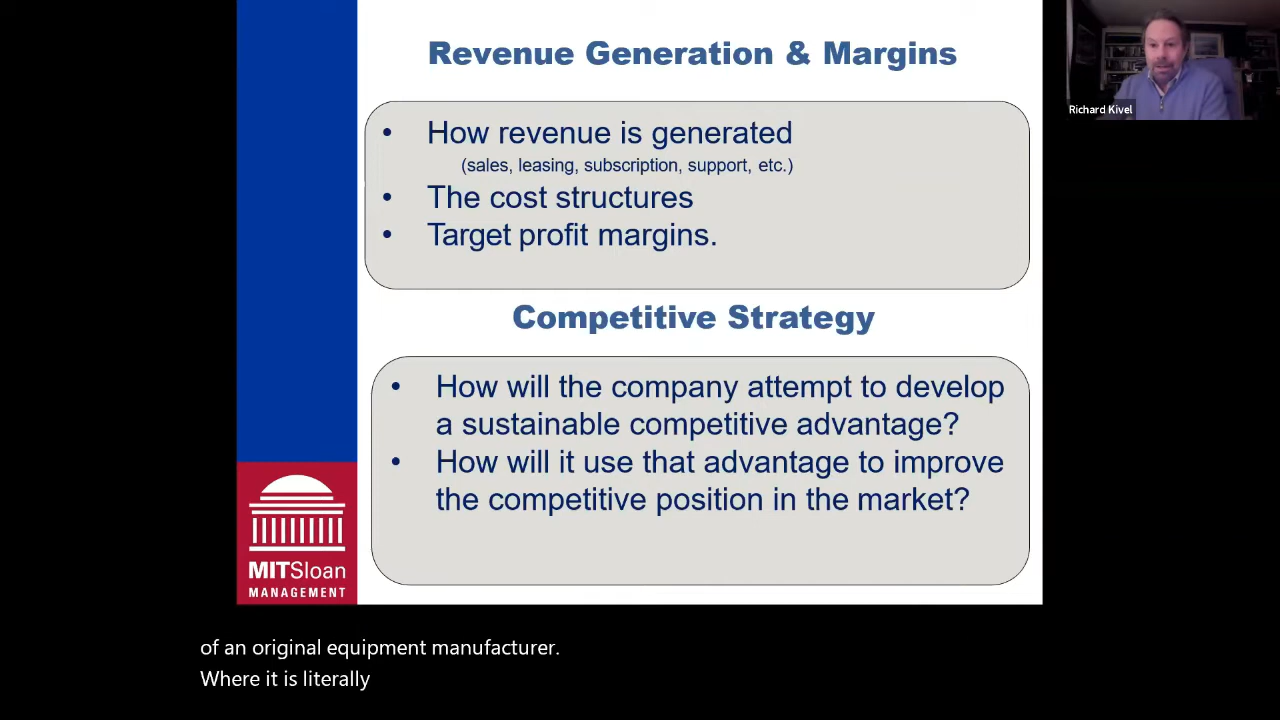 Revenue Generation & Margins
• How revenue is generated
(sales, leasing, subscription, support, etc.)
• The cost structures
• Target profit margins.
Competitive Strategy
• How will the company attempt to develop
a sustainable competitive advantage?
• How will it use that advantage to improve
the competitive position in the market?
MITSloan
MANAGEMENT
Richard Kivel
of an original equipment manufacturer.
Where it is literally